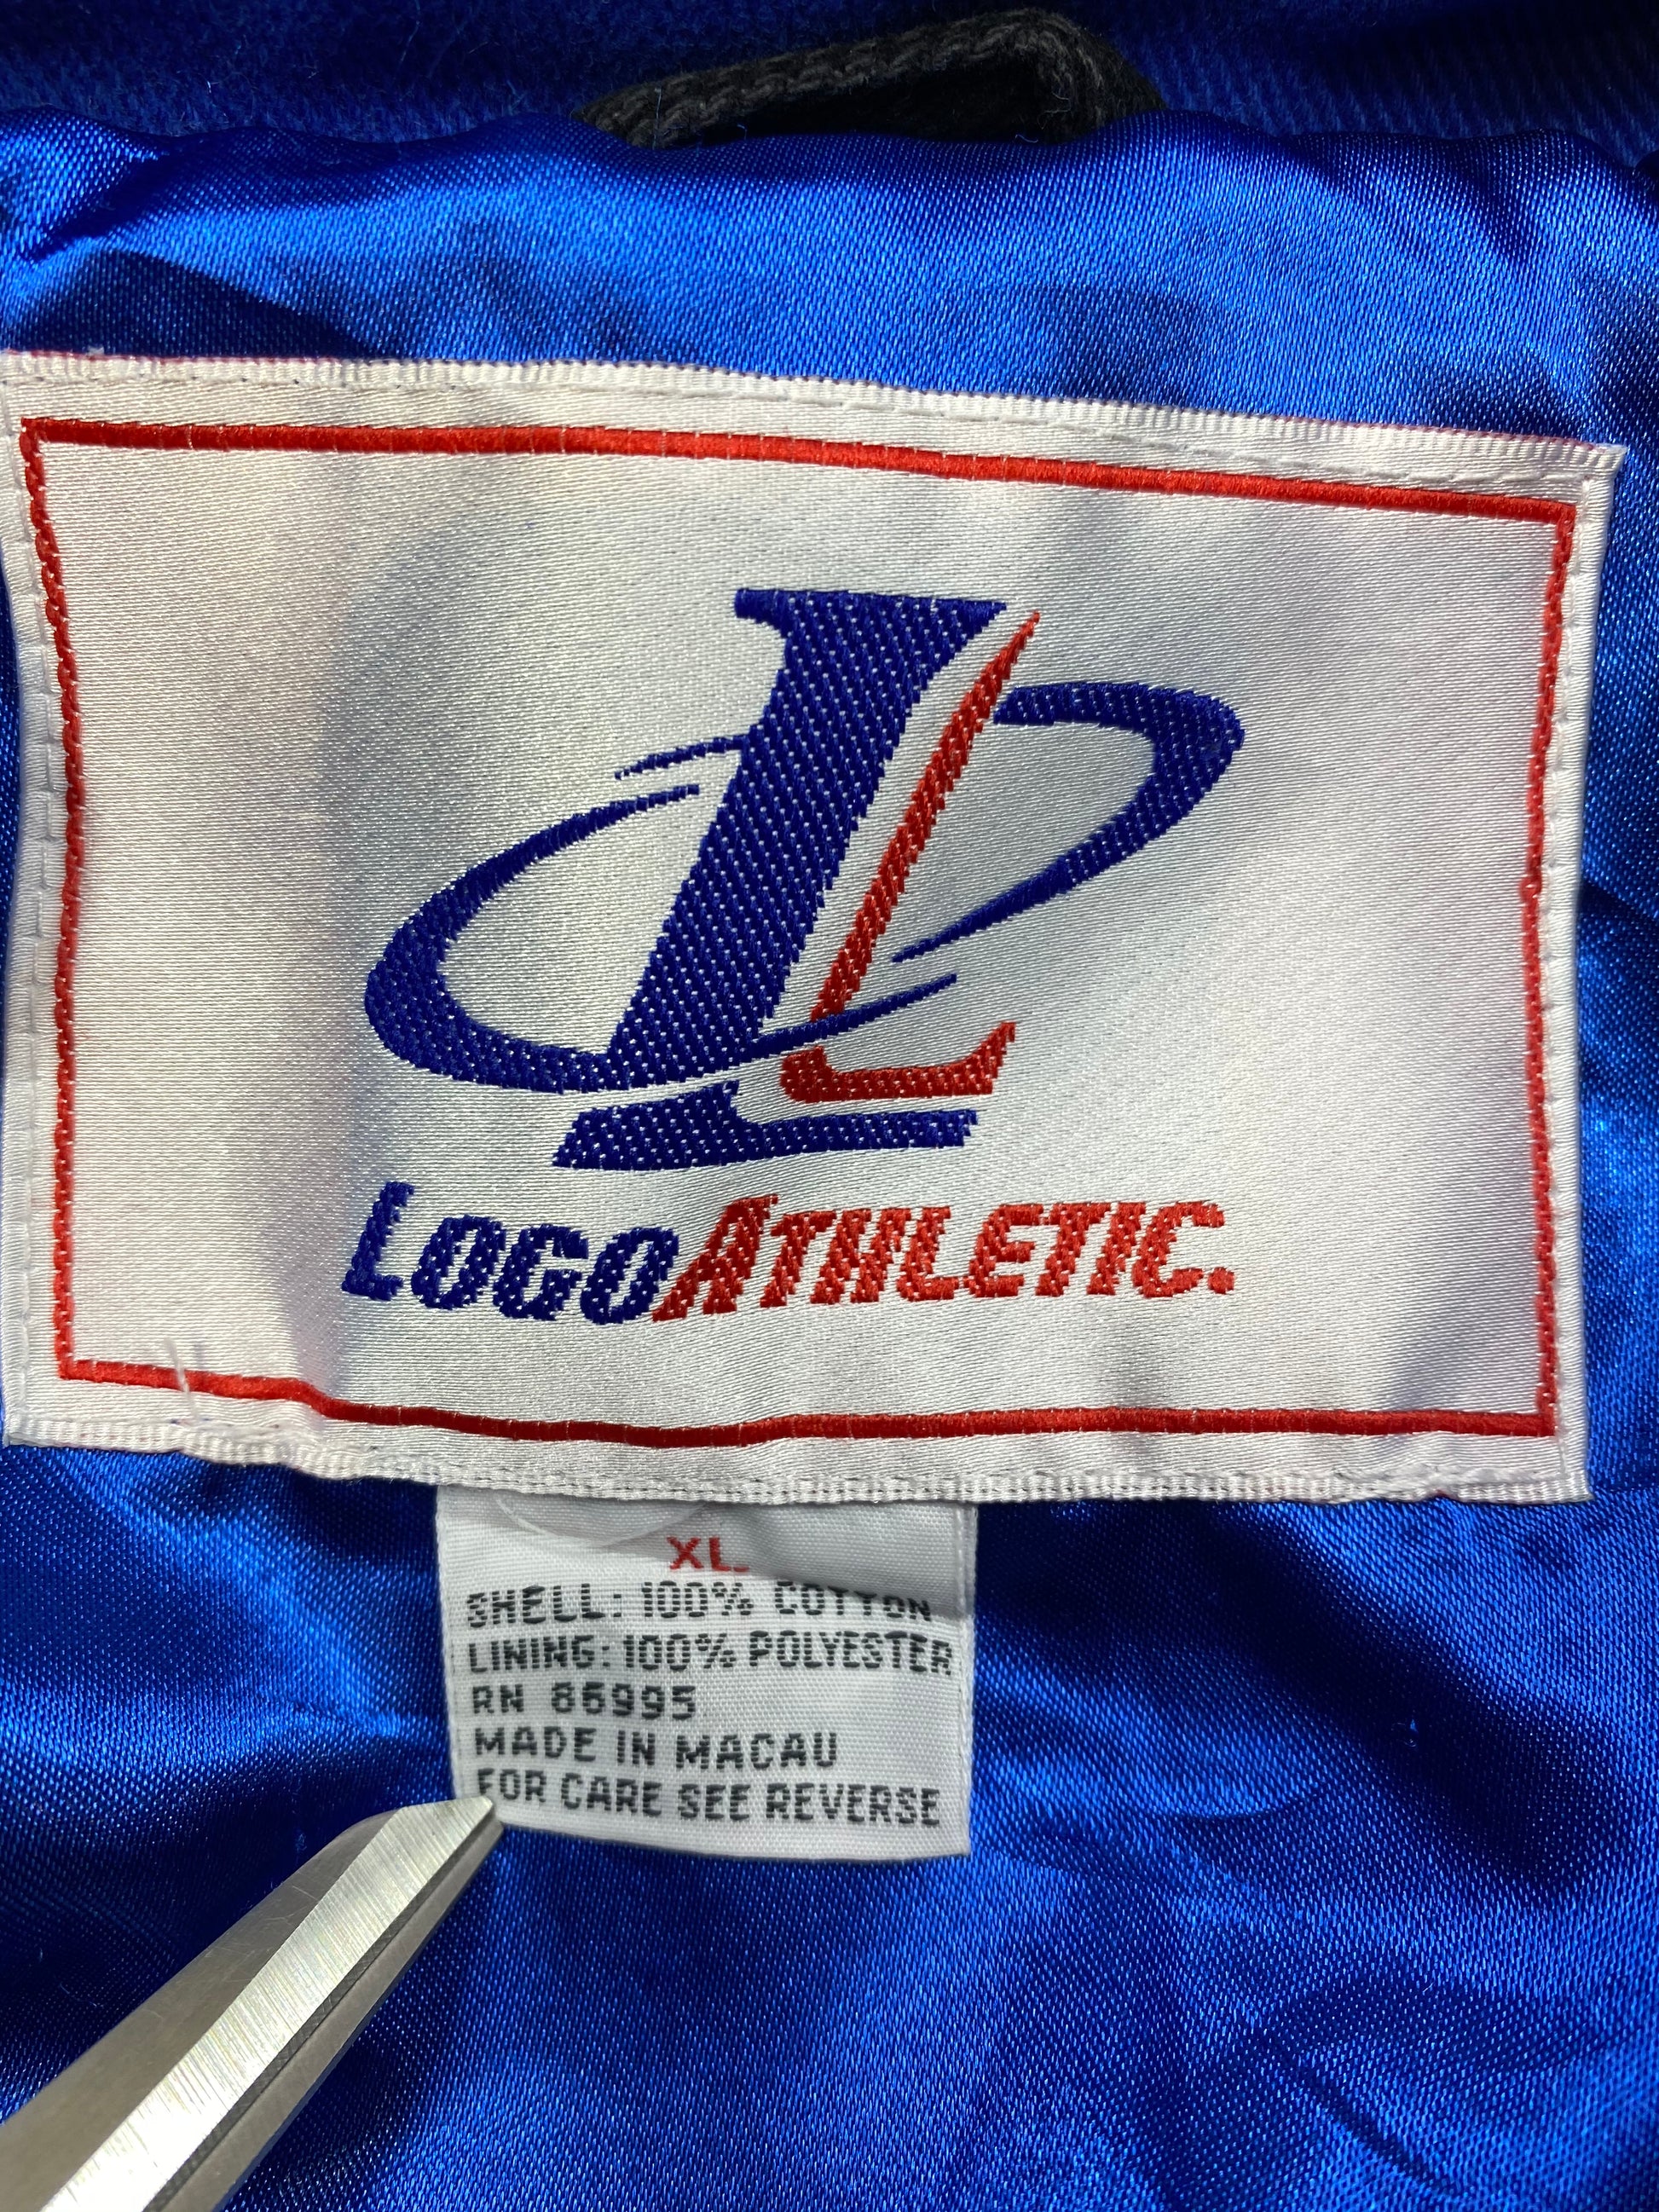 LOGOATHLETIC.
XL
SHELL: 100% COTTON
LINING: 100% POLYESTER
RN 86995
MADE IN MACAU
FOR CARE SEE REVERSE